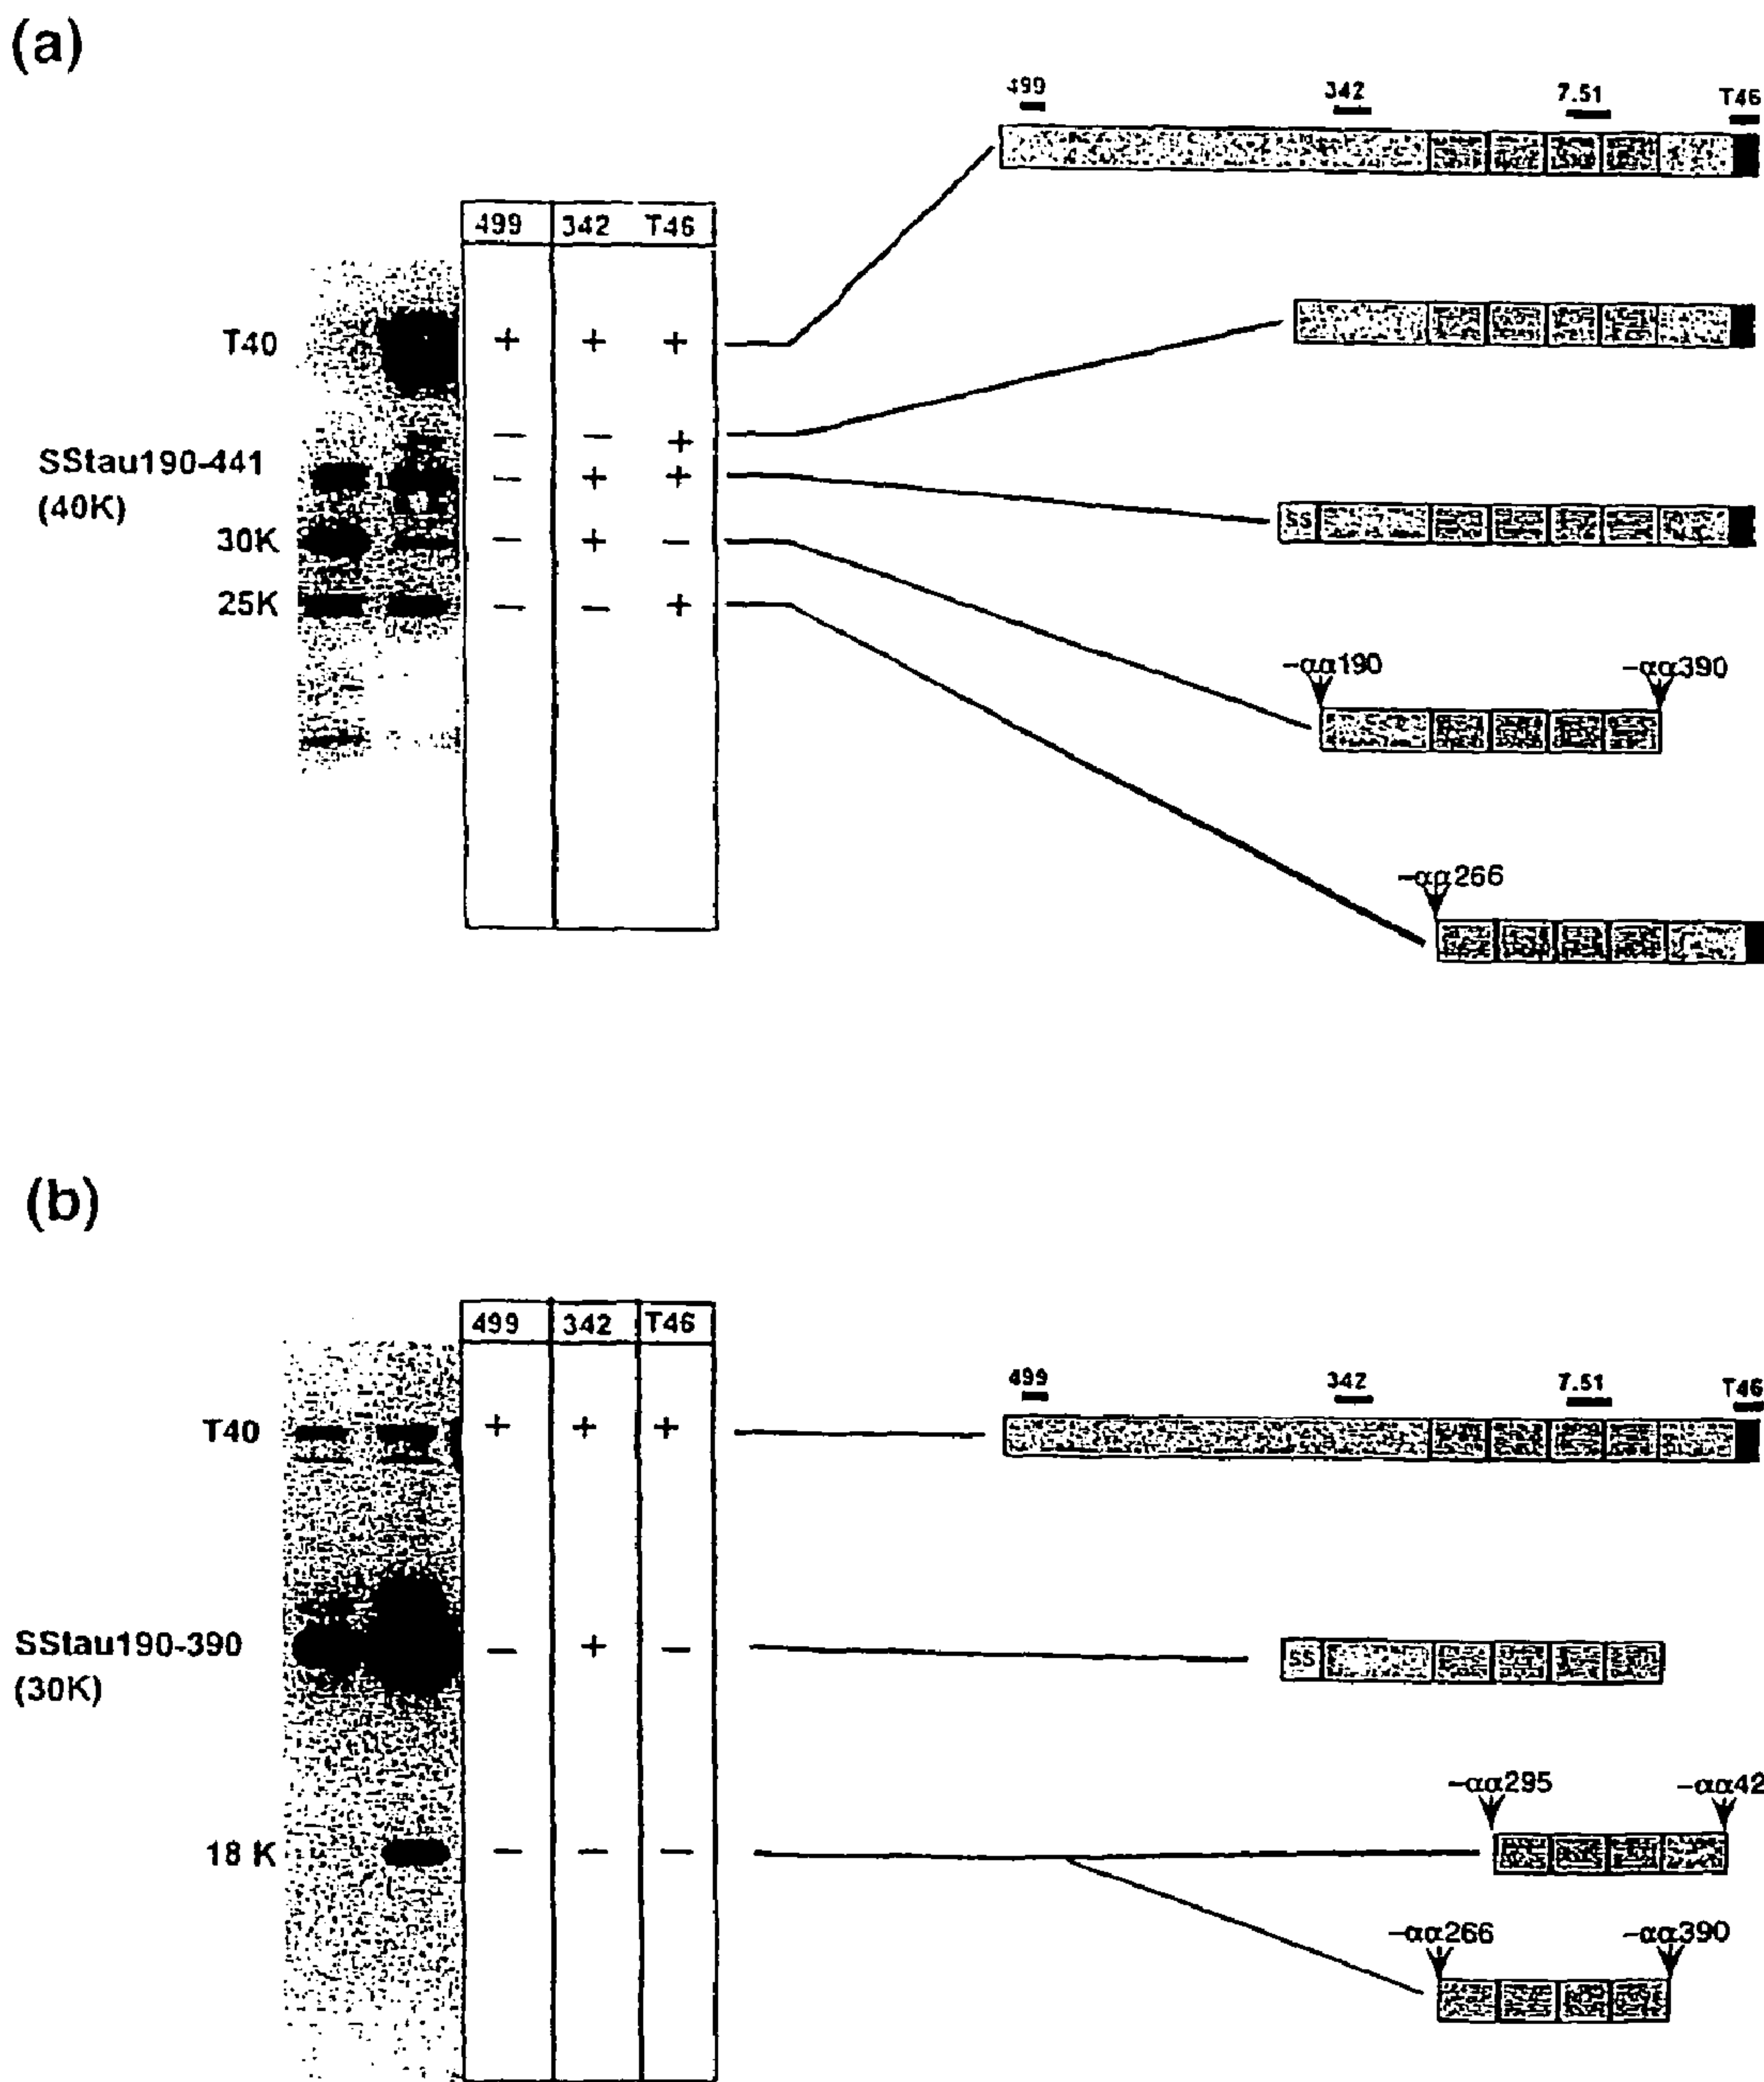 (a)
499 342 7.51 T46
499 342 T46
T40 + + +
− − +
SStau190-441 − + +
(40K)
30K − + −
25K − − +
SS
−αα190 −αα390
−αα266
(b)
499 342 T46
499 342 7.51 T46
T40 + + +
SStau190-390 − + −
(30K)
SS
−αα295 −αα42
18 K − − −
−αα266 −αα390